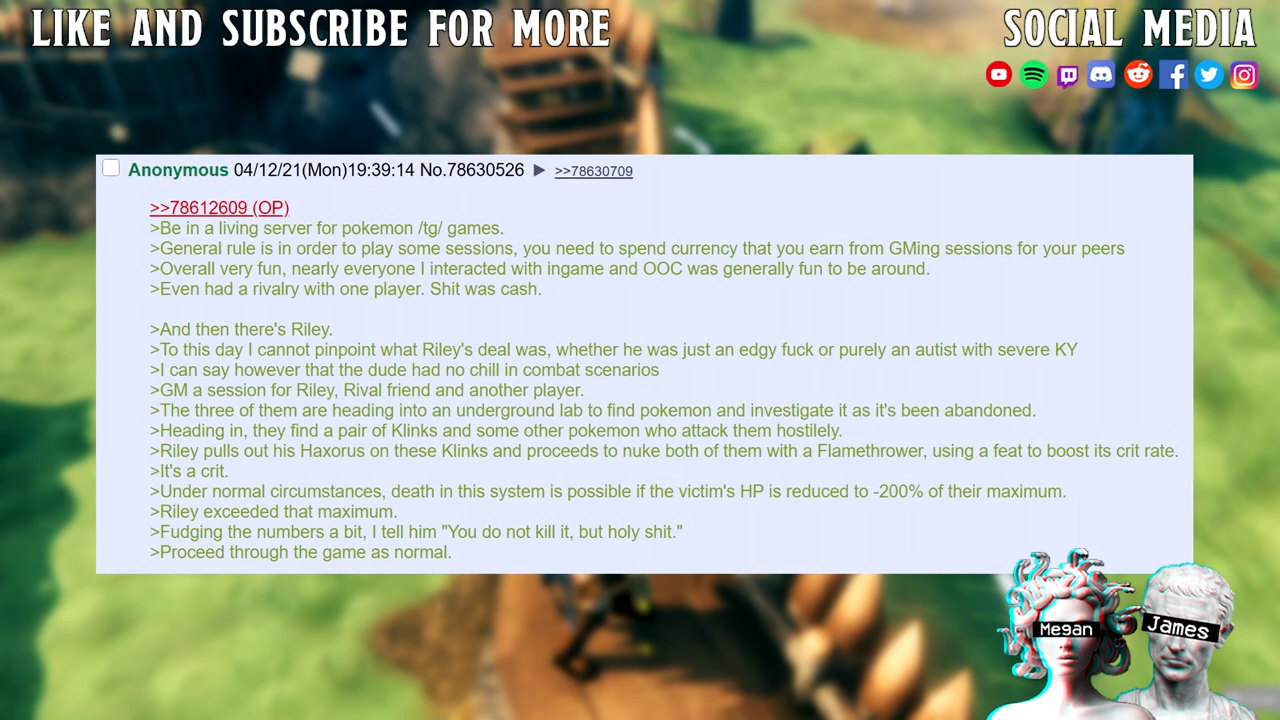 LIKE AND SUBSCRIBE FOR MORE
SOCIAL MEDIA
Anonymous 04/12/21(Mon)19:39:14 No.78630526 ▶ >>78630709
>>78612609 (OP)
>Be in a living server for pokemon /tg/ games.
>General rule is in order to play some sessions, you need to spend currency that you earn from GMing sessions for your peers
>Overall very fun, nearly everyone I interacted with ingame and OOC was generally fun to be around.
>Even had a rivalry with one player. Shit was cash.
>And then there's Riley.
>To this day I cannot pinpoint what Riley's deal was, whether he was just an edgy fuck or purely an autist with severe KY
>I can say however that the dude had no chill in combat scenarios
>GM a session for Riley, Rival friend and another player.
>The three of them are heading into an underground lab to find pokemon and investigate it as it's been abandoned.
>Heading in, they find a pair of Klinks and some other pokemon who attack them hostilely.
>Riley pulls out his Haxorus on these Klinks and proceeds to nuke both of them with a Flamethrower, using a feat to boost its crit rate.
>It's a crit.
>Under normal circumstances, death in this system is possible if the victim's HP is reduced to -200% of their maximum.
>Riley exceeded that maximum.
>Fudging the numbers a bit, I tell him "You do not kill it, but holy shit."
>Proceed through the game as normal.
Megan
James